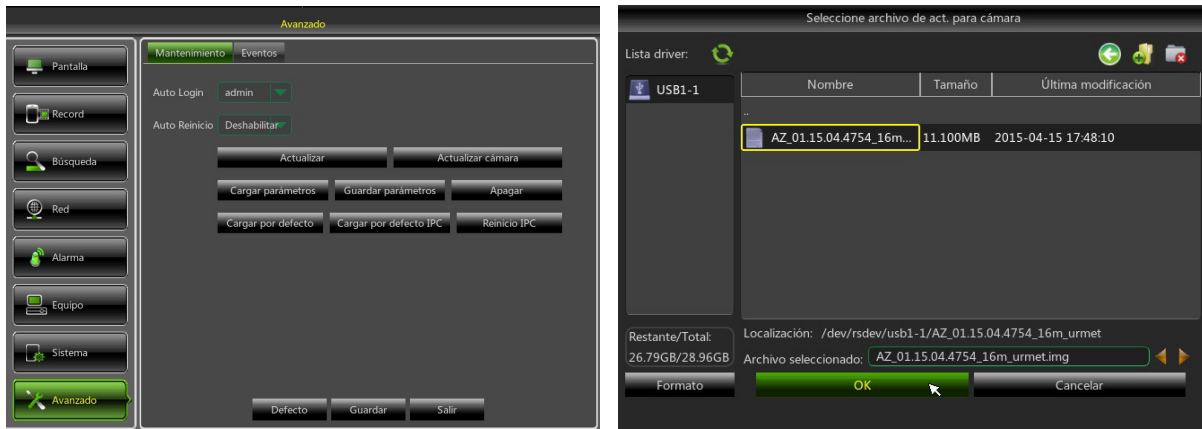 Avanzado
Pantalla
Record
Búsqueda
Red
Alarma
Equipo
Sistema
Avanzado
Mantenimiento Eventos
Auto Login admin
Auto Reinicio Deshabilitar
Actualizar Actualizar cámara
Cargar parámetros Guardar parámetros Apagar
Cargar por defecto Cargar por defecto IPC Reinicio IPC
Defecto Guardar Salir
Seleccione archivo de act. para cámara
Lista driver:
USB1-1
Nombre Tamaño Última modificación
..
AZ_01.15.04.4754_16m... 11.100MB 2015-04-15 17:48:10
Restante/Total:
26.79GB/28.96GB
Localización: /dev/rsdev/usb1-1/AZ_01.15.04.4754_16m_urmet
Archivo seleccionado: AZ_01.15.04.4754_16m_urmet.img
Formato OK Cancelar